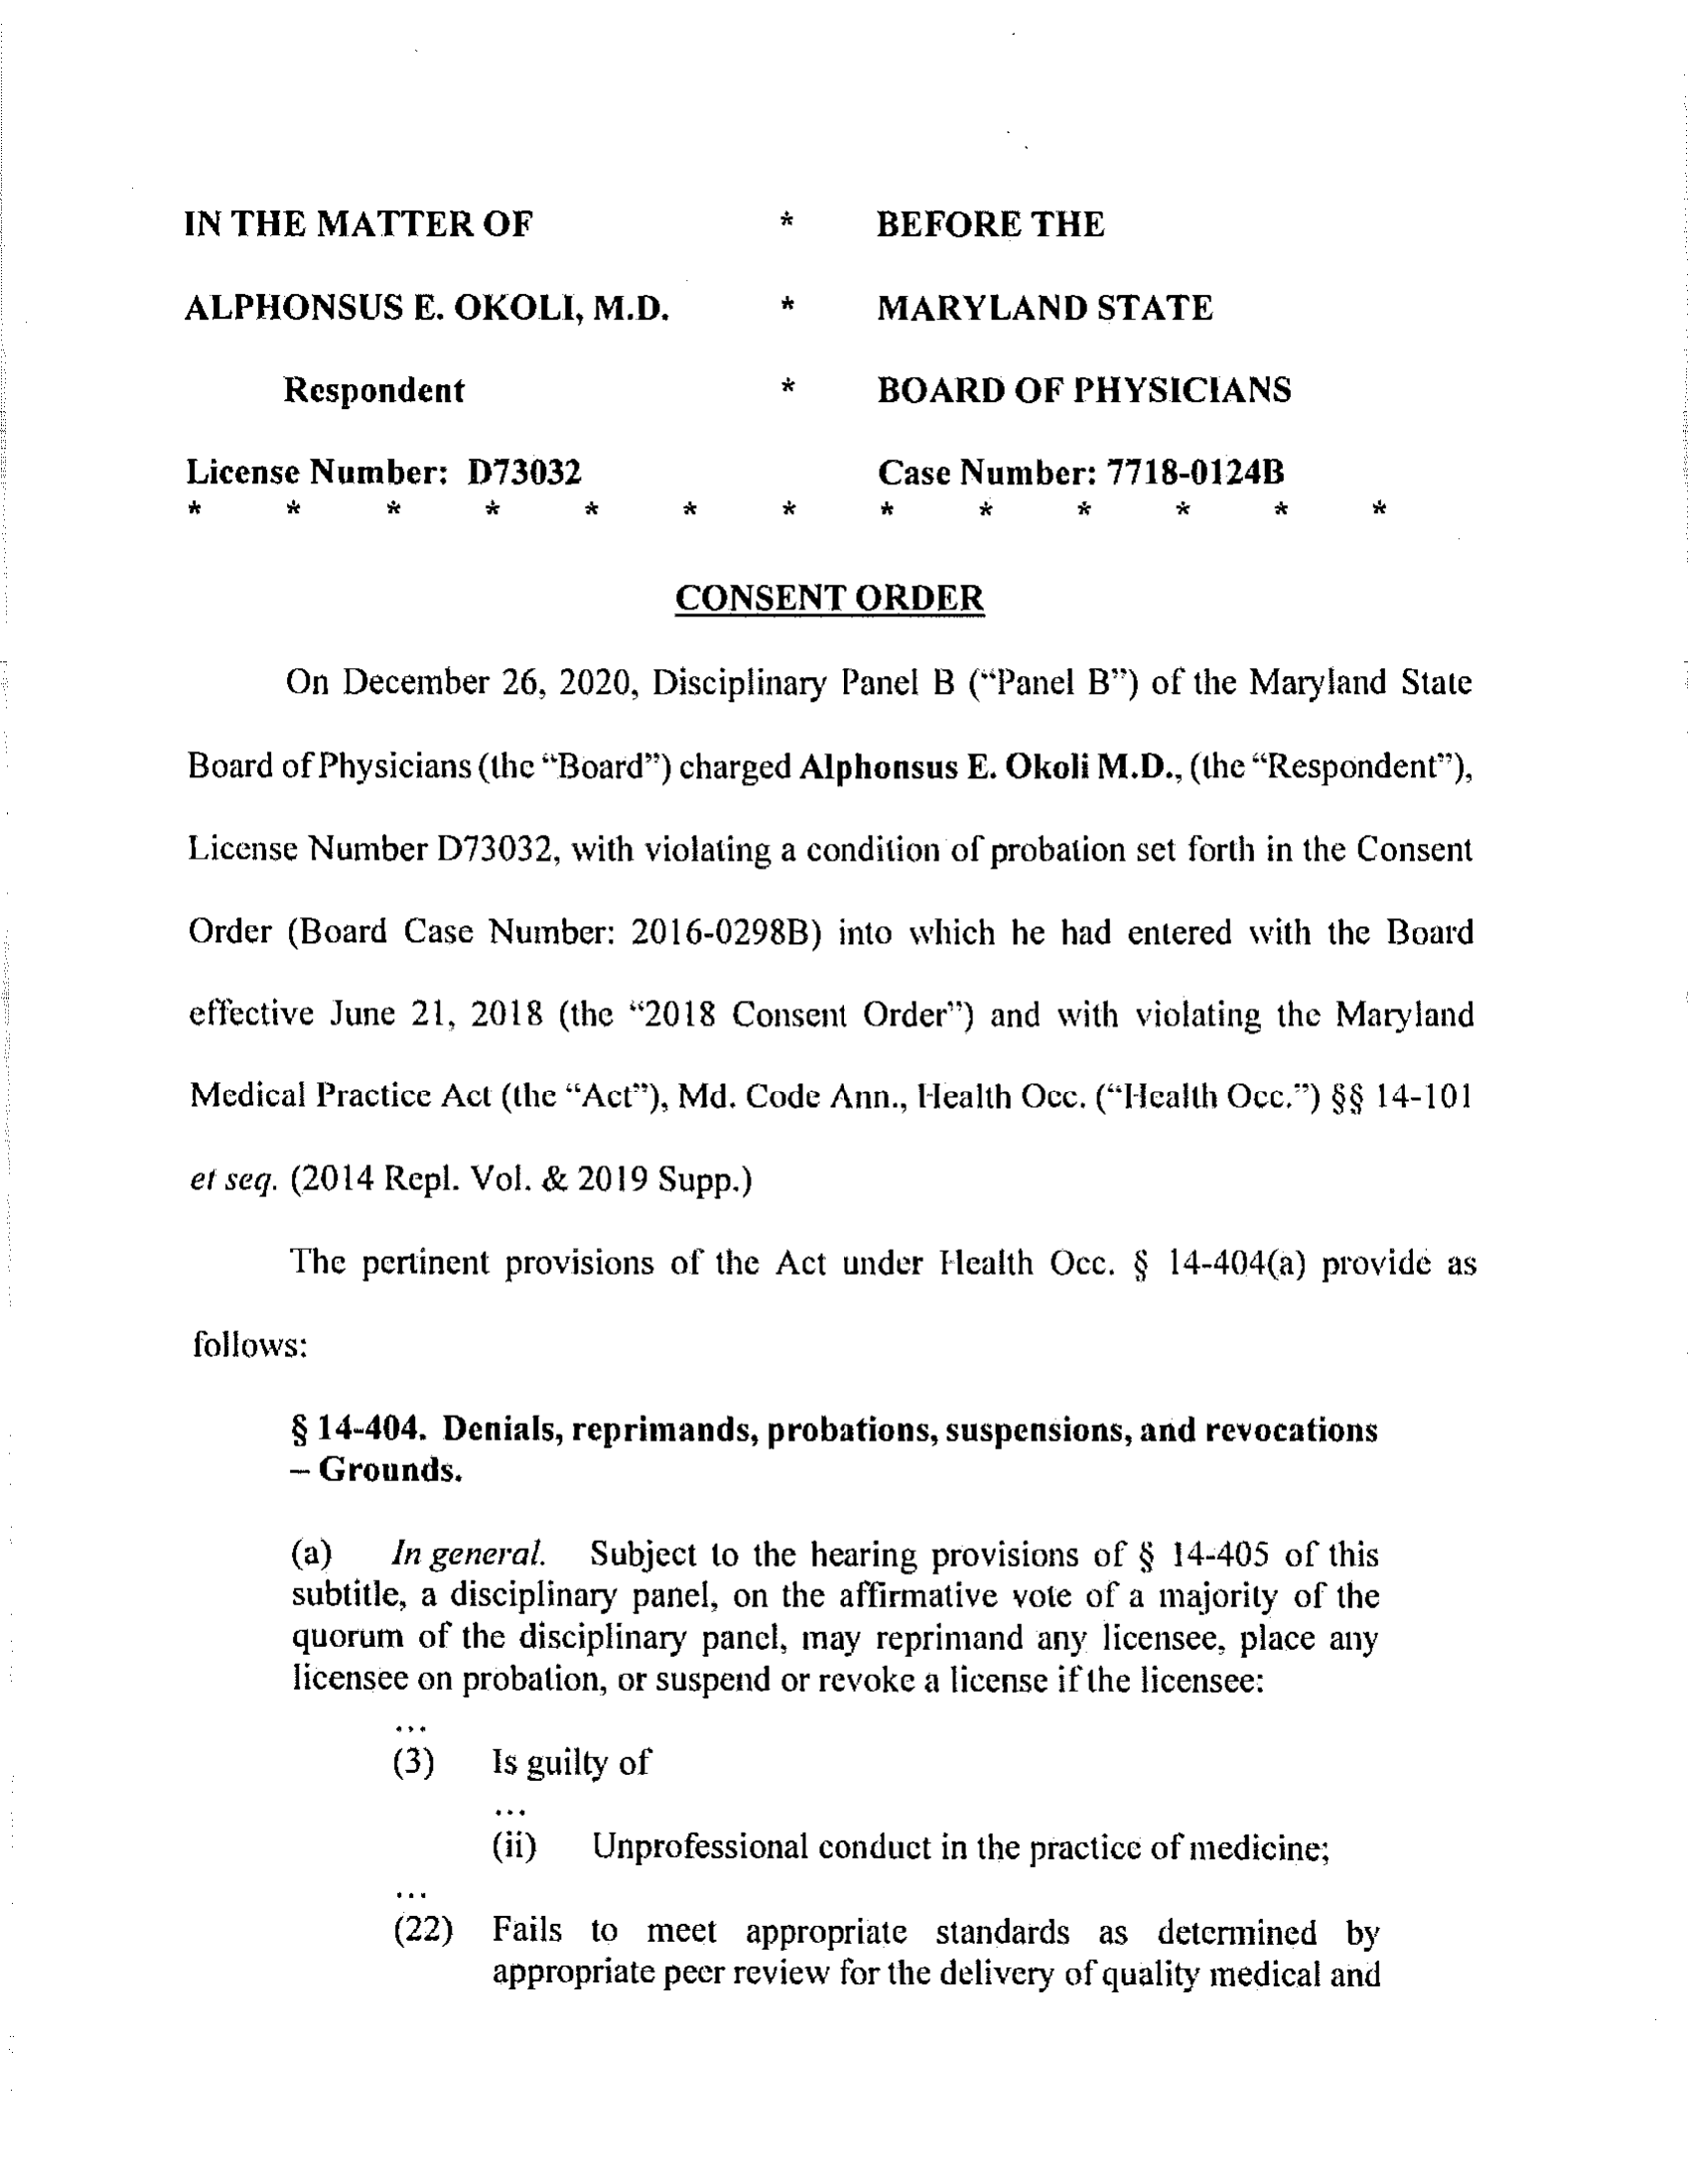 IN THE MATTER OF * BEFORE THE
ALPHONSUS E. OKOLI, M.D. * MARYLAND STATE
Respondent * BOARD OF PHYSICIANS
License Number: D73032 Case Number: 7718-0124B
* * * * * * * * * * * * *
CONSENT ORDER
On December 26, 2020, Disciplinary Panel B (“Panel B”) of the Maryland State
Board of Physicians (the “Board”) charged Alphonsus E. Okoli M.D., (the “Respondent”),
License Number D73032, with violating a condition of probation set forth in the Consent
Order (Board Case Number: 2016-0298B) into which he had entered with the Board
effective June 21, 2018 (the “2018 Consent Order”) and with violating the Maryland
Medical Practice Act (the “Act”), Md. Code Ann., Health Occ. (“Health Occ.”) §§ 14-101
et seq. (2014 Repl. Vol. & 2019 Supp.)
The pertinent provisions of the Act under Health Occ. § 14-404(a) provide as
follows:
§ 14-404. Denials, reprimands, probations, suspensions, and revocations
– Grounds.
(a) In general. Subject to the hearing provisions of § 14-405 of this
subtitle, a disciplinary panel, on the affirmative vote of a majority of the
quorum of the disciplinary panel, may reprimand any licensee, place any
licensee on probation, or suspend or revoke a license if the licensee:
...
(3) Is guilty of
...
(ii) Unprofessional conduct in the practice of medicine;
...
(22) Fails to meet appropriate standards as determined by
appropriate peer review for the delivery of quality medical and